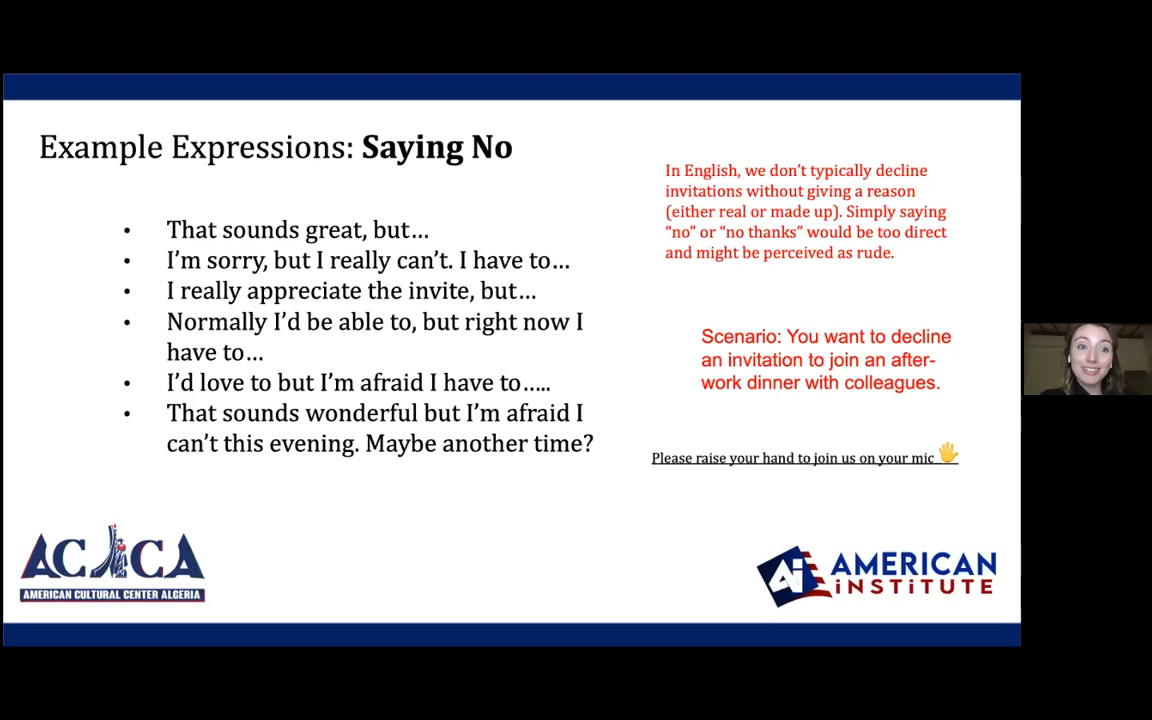 Example Expressions: Saying No
• That sounds great, but…
• I'm sorry, but I really can't. I have to…
• I really appreciate the invite, but…
• Normally I'd be able to, but right now I
have to…
• I'd love to but I'm afraid I have to…..
• That sounds wonderful but I'm afraid I
can't this evening. Maybe another time?
In English, we don't typically decline
invitations without giving a reason
(either real or made up). Simply saying
"no" or "no thanks" would be too direct
and might be perceived as rude.
Scenario: You want to decline
an invitation to join an after-
work dinner with colleagues.
Please raise your hand to join us on your mic 🖐
ACCA
AMERICAN CULTURAL CENTER ALGERIA
Ai AMERICAN
iNSTiTUTE